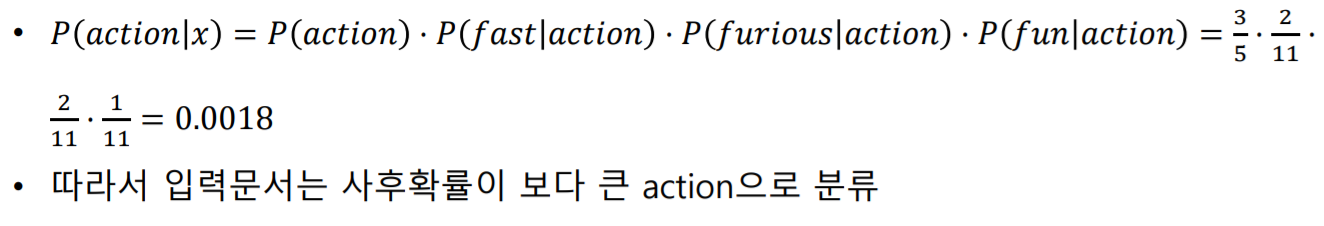 • P(action|x) = P(action) · P(fast|action) · P(furious|action) · P(fun|action) = 3/5 · 2/11 ·
2/11 · 1/11 = 0.0018
• 따라서 입력문서는 사후확률이 보다 큰 action으로 분류